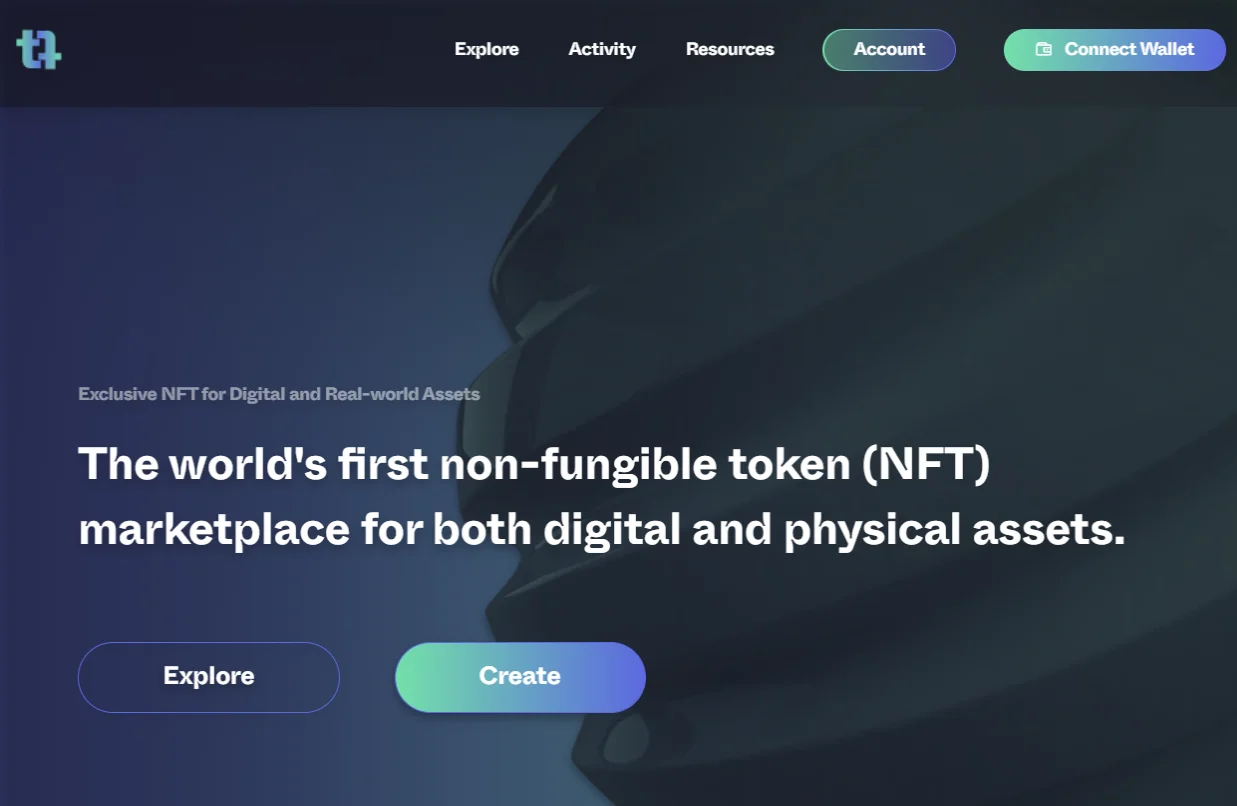 Explore Activity Resources Account Connect Wallet
Exclusive NFT for Digital and Real-world Assets
The world's first non-fungible token (NFT)
marketplace for both digital and physical assets.
Explore Create